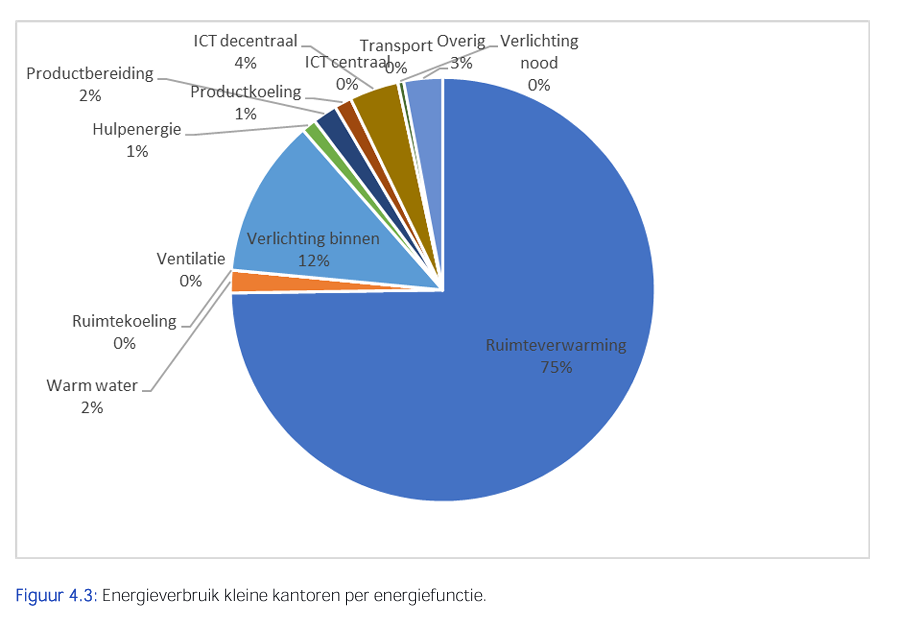 ICT decentraal
4%
Transport
0%
Overig
3%
Verlichting
nood
0%
ICT centraal
0%
Productbereiding
2%
Productkoeling
1%
Hulpenergie
1%
Verlichting binnen
12%
Ventilatie
0%
Ruimtekoeling
0%
Warm water
2%
Ruimteverwarming
75%
Figuur 4.3: Energieverbruik kleine kantoren per energiefunctie.